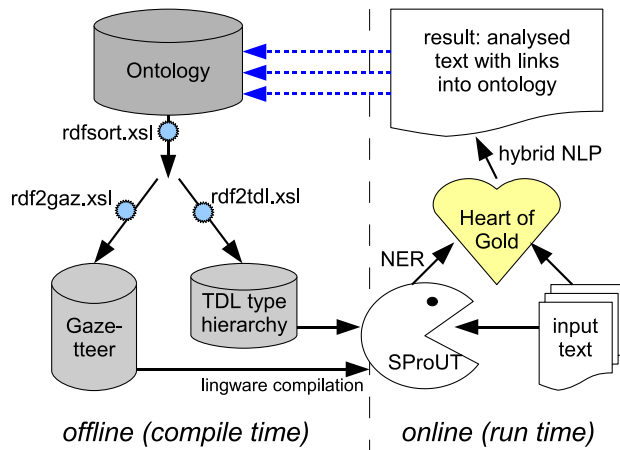 Ontology
result: analysed
text with links
into ontology
rdfsort.xsl
hybrid NLP
rdf2gaz.xsl
rdf2tdl.xsl
Heart of
Gold
NER
TDL type
hierarchy
Gaze-
tteer
SProUT
input
text
lingware compilation
offline (compile time)
online (run time)